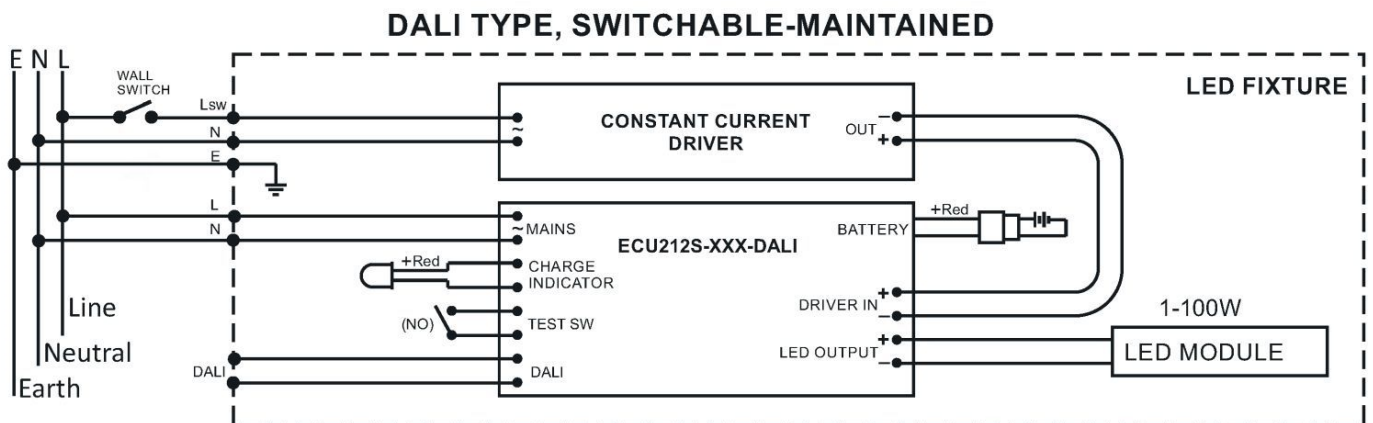 DALI TYPE, SWITCHABLE-MAINTAINED
E N L
WALL
SWITCH
Lsw
N
E
L
N
LED FIXTURE
CONSTANT CURRENT
DRIVER
~
OUT
−
+
~MAINS
ECU212S-XXX-DALI
BATTERY
+Red
+Red
CHARGE
INDICATOR
(NO)
TEST SW
DALI
DALI
DRIVER IN
+
−
LED OUTPUT
+
−
1-100W
LED MODULE
Line
Neutral
Earth